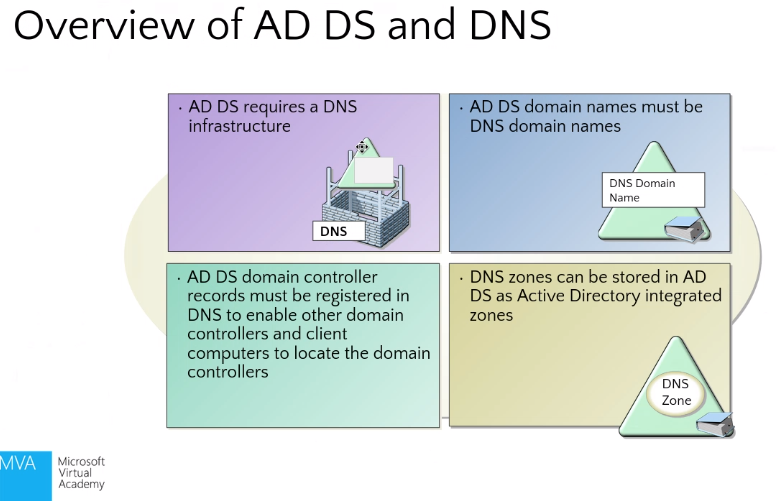 Overview of AD DS and DNS
· AD DS requires a DNS
infrastructure
DNS
· AD DS domain names must be
DNS domain names
DNS Domain
Name
· AD DS domain controller
records must be registered in
DNS to enable other domain
controllers and client
computers to locate the domain
controllers
· DNS zones can be stored in AD
DS as Active Directory integrated
zones
DNS
Zone
MVA
Microsoft
Virtual
Academy